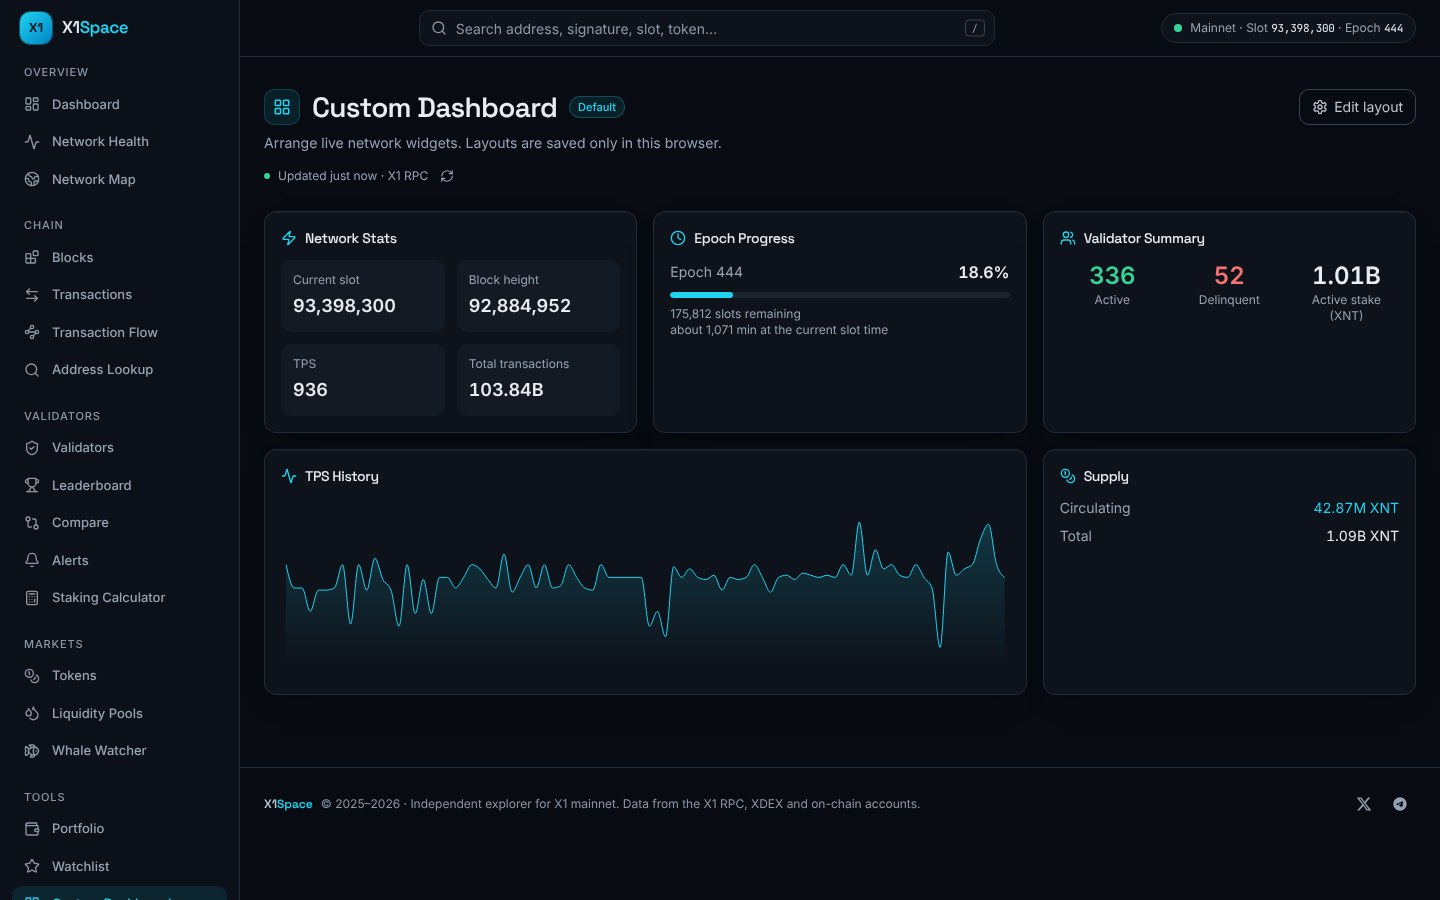 X1
X1Space
Search address, signature, slot, token...
/
Mainnet · Slot 93,398,300 · Epoch 444
OVERVIEW
Dashboard
Network Health
Network Map
CHAIN
Blocks
Transactions
Transaction Flow
Address Lookup
VALIDATORS
Validators
Leaderboard
Compare
Alerts
Staking Calculator
MARKETS
Tokens
Liquidity Pools
Whale Watcher
TOOLS
Portfolio
Watchlist
Custom Dashboard
Default
Edit layout
Arrange live network widgets. Layouts are saved only in this browser.
Updated just now · X1 RPC
Network Stats
Current slot
93,398,300
Block height
92,884,952
TPS
936
Total transactions
103.84B
Epoch Progress
Epoch 444
18.6%
175,812 slots remaining
about 1,071 min at the current slot time
Validator Summary
336
Active
52
Delinquent
1.01B
Active stake
(XNT)
TPS History
Supply
Circulating
42.87M XNT
Total
1.09B XNT
X1Space © 2025–2026 · Independent explorer for X1 mainnet. Data from the X1 RPC, XDEX and on-chain accounts.